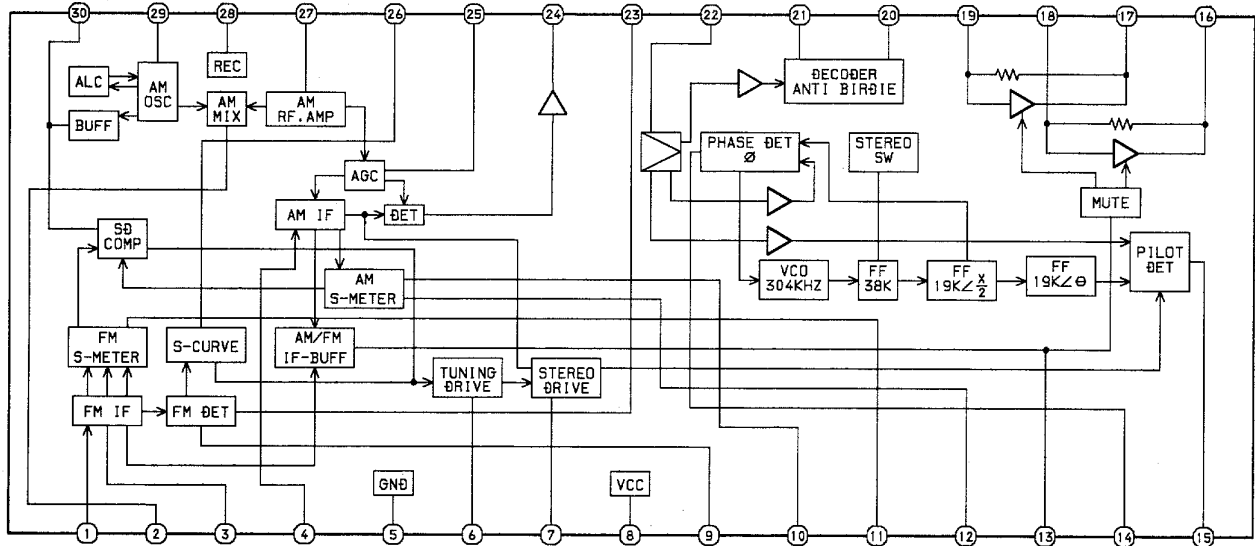 30 29 28 27 26 25 24 23 22 21 20 19 18 17 16
REC
ALC
AM
OSC
AM
MIX
AM
RF.AMP
BUFF
DECODER
ANTI BIRDIE
PHASE DET
Ø
STEREO
SW
AGC
AM IF
DET
MUTE
SD
COMP
PILOT
DET
AM
S-METER
VCO
304KHZ
FF
38K
FF
19K∠x/2
FF
19K∠θ
FM
S-METER
S-CURVE
AM/FM
IF-BUFF
TUNING
DRIVE
STEREO
DRIVE
FM IF
FM DET
GND
VCC
1 2 3 4 5 6 7 8 9 10 11 12 13 14 15